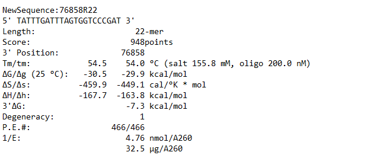 NewSequence:76858R22
5' TATTTGATTTAGTGGTCCCGAT 3'
Length: 22-mer
Score: 948points
3' Position: 76858
Tm/tm: 54.5 54.0 °C (salt 155.8 mM, oligo 200.0 nM)
ΔG/Δg (25 °C): -30.5 -29.9 kcal/mol
ΔS/Δs: -459.9 -449.1 cal/°K * mol
ΔH/Δh: -167.7 -163.8 kcal/mol
3'ΔG: -7.3 kcal/mol
Degeneracy: 1
P.E.#: 466/466
1/E: 4.76 nmol/A260
32.5 µg/A260